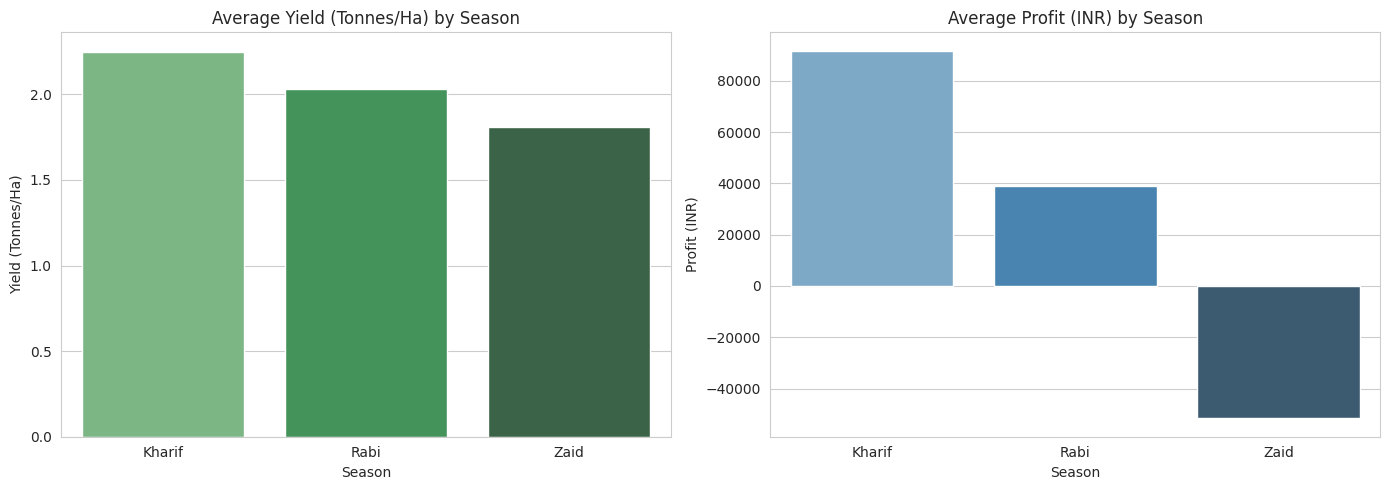 Average Yield (Tonnes/Ha) by Season
Yield (Tonnes/Ha)
2.0
1.5
1.0
0.5
0.0
Kharif
Rabi
Zaid
Season
Average Profit (INR) by Season
Profit (INR)
80000
60000
40000
20000
0
−20000
−40000
Kharif
Rabi
Zaid
Season